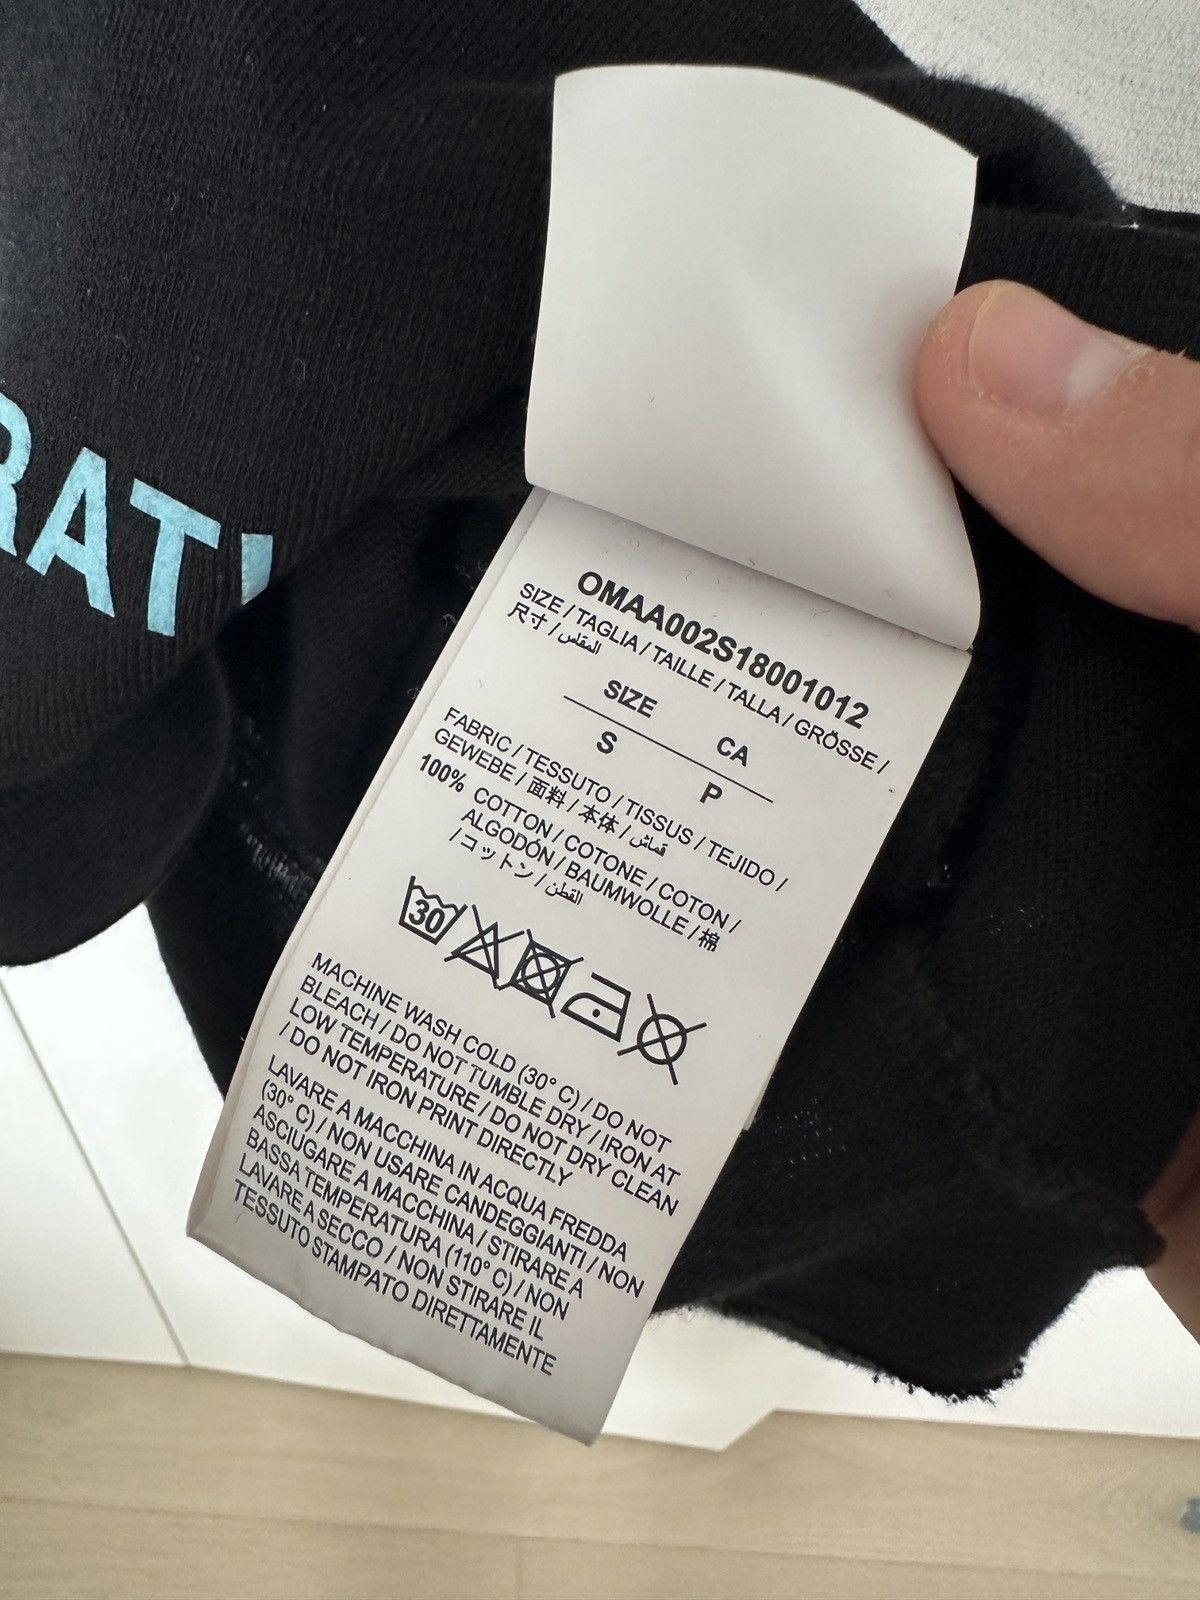 RATI
OMAA002S18001012
SIZE / TAGLIA / TAILLE / TALLA / GRÖSSE /
尺寸 / المقاس
SIZE CA
S P
FABRIC / TESSUTO / TISSUS / TEJIDO /
GEWEBE / 面料 / 本体 / قماش
100% COTTON / COTONE / COTON /
ALGODÓN / BAUMWOLLE / 棉
/ コットン / القطن
30
MACHINE WASH COLD (30° C) / DO NOT
BLEACH / DO NOT TUMBLE DRY / IRON AT
LOW TEMPERATURE / DO NOT DRY CLEAN
/ DO NOT IRON PRINT DIRECTLY
LAVARE A MACCHINA IN ACQUA FREDDA
(30° C) / NON USARE CANDEGGIANTI / NON
ASCIUGARE A MACCHINA / STIRARE A
BASSA TEMPERATURA (110° C) / NON
LAVARE A SECCO / NON STIRARE IL
TESSUTO STAMPATO DIRETTAMENTE